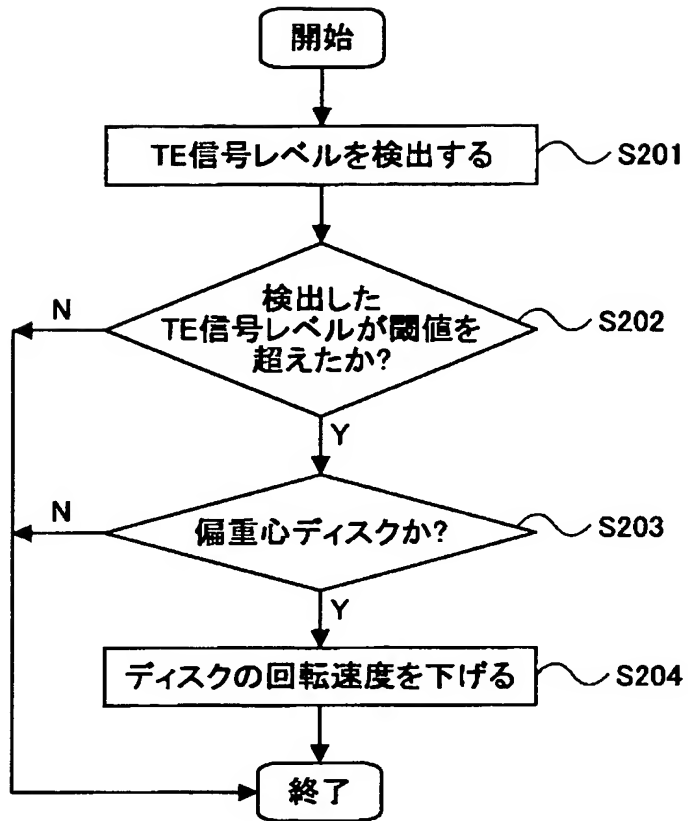 開始
TE信号レベルを検出する
S201
検出した
TE信号レベルが閾値を
超えたか?
S202
N
Y
偏重心ディスクか?
S203
N
Y
ディスクの回転速度を下げる
S204
終了